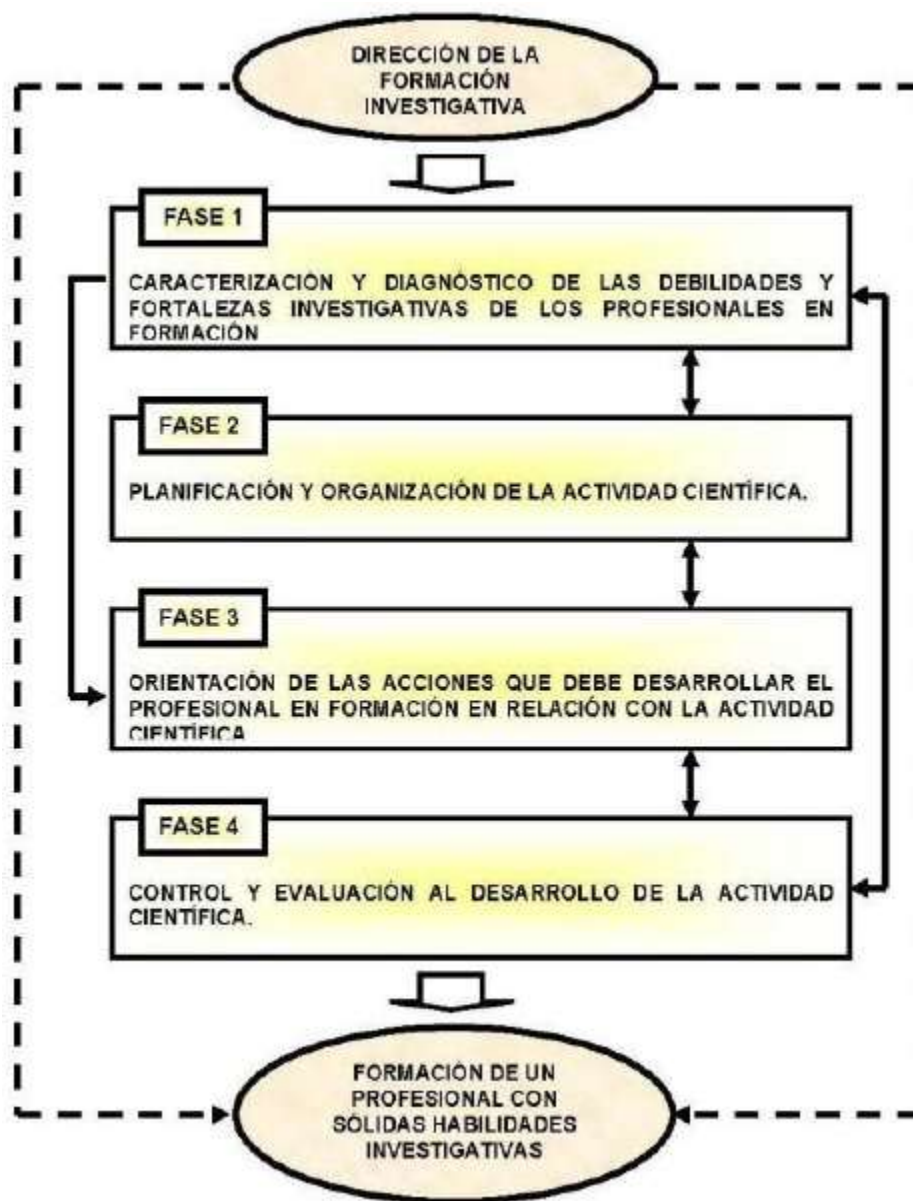 DIRECCIÓN DE LA
FORMACIÓN
INVESTIGATIVA
FASE 1
CARACTERIZACIÓN Y DIAGNÓSTICO DE LAS DEBILIDADES Y
FORTALEZAS INVESTIGATIVAS DE LOS PROFESIONALES EN
FORMACIÓN
FASE 2
PLANIFICACIÓN Y ORGANIZACIÓN DE LA ACTIVIDAD CIENTÍFICA.
FASE 3
ORIENTACIÓN DE LAS ACCIONES QUE DEBE DESARROLLAR EL
PROFESIONAL EN FORMACIÓN EN RELACIÓN CON LA ACTIVIDAD
CIENTÍFICA
FASE 4
CONTROL Y EVALUACIÓN AL DESARROLLO DE LA ACTIVIDAD
CIENTÍFICA.
FORMACIÓN DE UN
PROFESIONAL CON
SÓLIDAS HABILIDADES
INVESTIGATIVAS